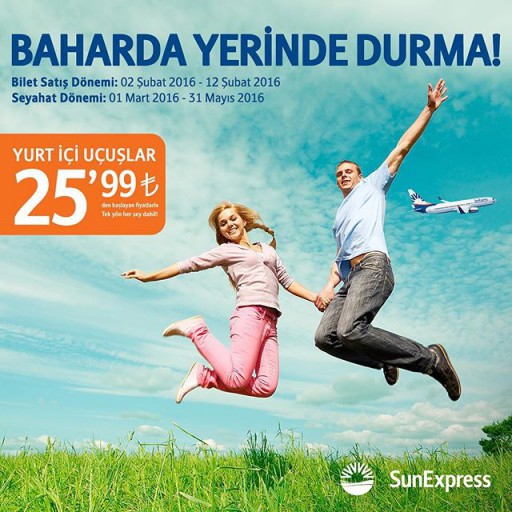 BAHARDA YERİNDE DURMA!
Bilet Satış Dönemi: 02 Şubat 2016 - 12 Şubat 2016
Seyahat Dönemi: 01 Mart 2016 - 31 Mayıs 2016
YURT İÇİ UÇUŞLAR
25'99 ₺
den başlayan fiyatlarla
Tek yön her şey dahil!
SunExpress